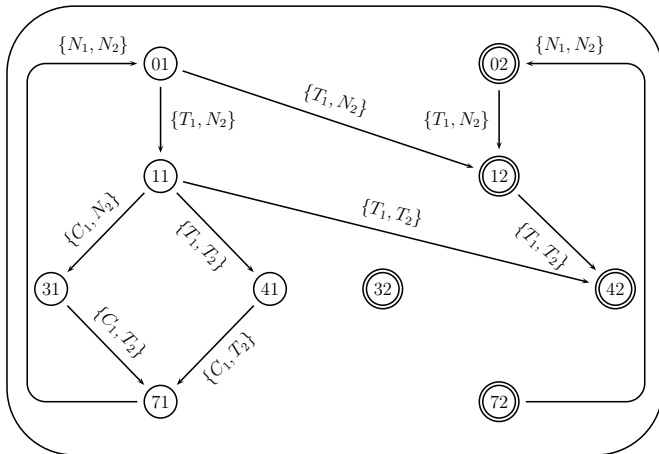 {N₁, N₂} {N₁, N₂}
01 02
{T₁, N₂}
{T₁, N₂} {T₁, N₂}
11 12
{C₁, N₂} {T₁, T₂} {T₁, T₂} {T₁, T₂}
31 41 32 42
{C₁, T₂} {C₁, T₂}
71 72